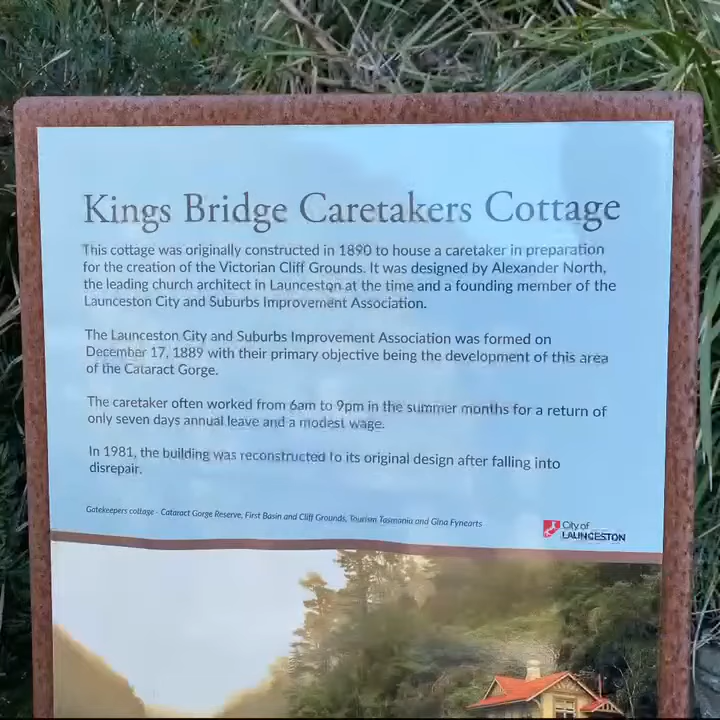 Kings Bridge Caretakers Cottage
This cottage was originally constructed in 1890 to house a caretaker in preparation
for the creation of the Victorian Cliff Grounds. It was designed by Alexander North,
the leading church architect in Launceston at the time and a founding member of the
Launceston City and Suburbs Improvement Association.
The Launceston City and Suburbs Improvement Association was formed on
December 17, 1889 with their primary objective being the development of this area
of the Cataract Gorge.
The caretaker often worked from 6am to 9pm in the summer months for a return of
only seven days annual leave and a modest wage.
In 1981, the building was reconstructed to its original design after falling into
disrepair.
Gatekeepers cottage - Cataract Gorge Reserve, First Basin and Cliff Grounds, Tourism Tasmania and Gina Fynearts
City of
LAUNCESTON